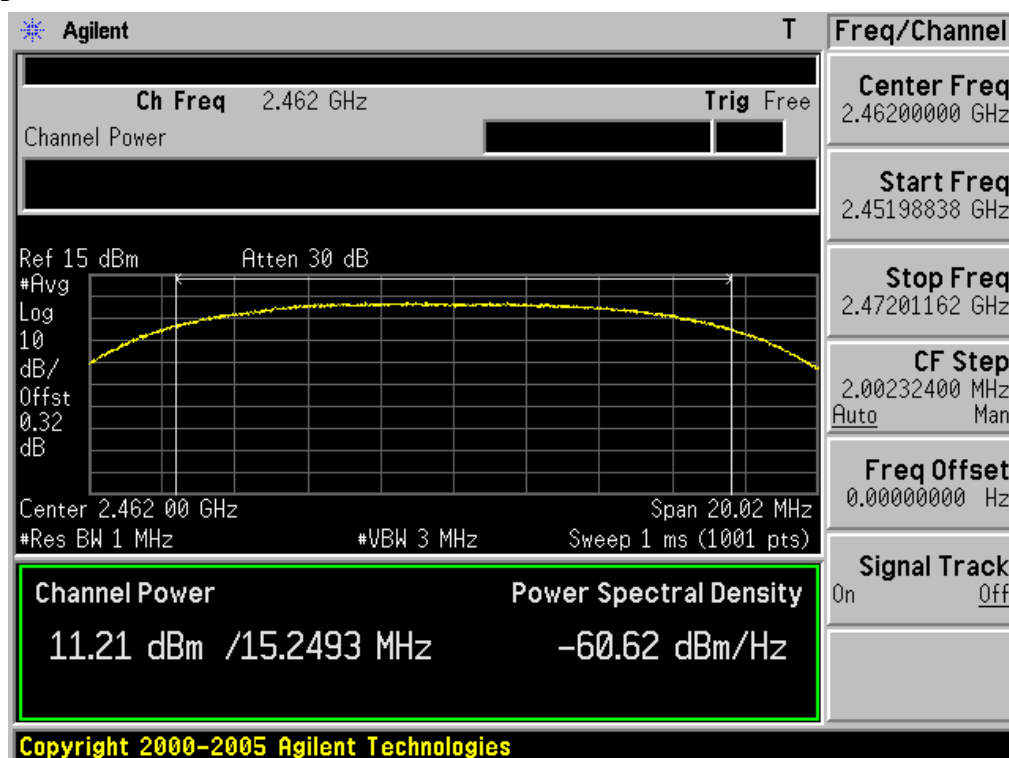 Agilent T Freq/Channel
Ch Freq 2.462 GHz Trig Free
Channel Power
Ref 15 dBm Atten 30 dB
#Avg
Log
10
dB/
Offst
0.32
dB
Center 2.462 00 GHz Span 20.02 MHz
#Res BW 1 MHz #VBW 3 MHz Sweep 1 ms (1001 pts)
Channel Power Power Spectral Density
11.21 dBm /15.2493 MHz -60.62 dBm/Hz
Copyright 2000-2005 Agilent Technologies
Center Freq
2.46200000 GHz
Start Freq
2.45198838 GHz
Stop Freq
2.47201162 GHz
CF Step
2.00232400 MHz
Auto Man
Freq Offset
0.00000000 Hz
Signal Track
On Off